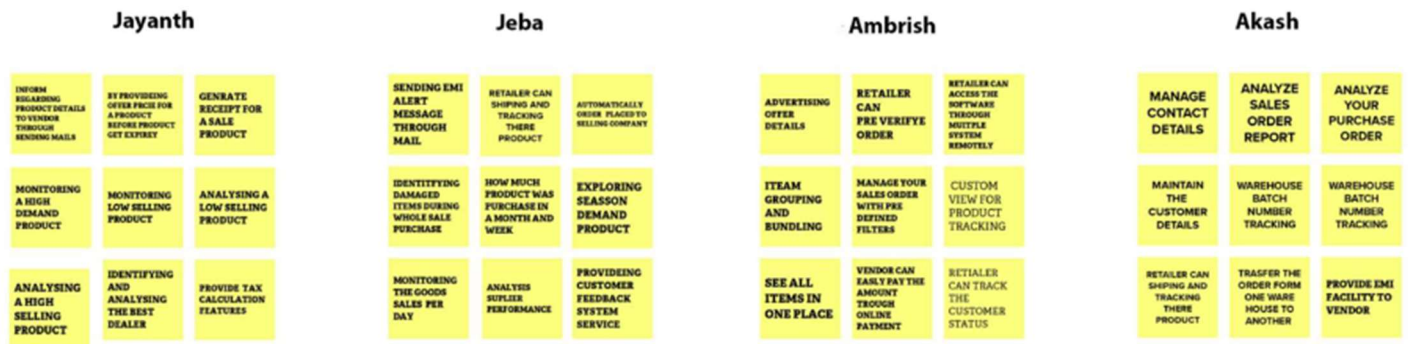 Jayanth
INFORM
REGARDING
PRODUCT DETAILS
TO VENDOR
THROUGH
SENDING MAILS
BY PROVIDEING
OFFER PRCIE FOR
A PRODUCT
BEFORE PRODUCT
GET EXPIREY
GENRATE
RECEIPT FOR
A SALE
PRODUCT
MONITORING
A HIGH
DEMAND
PRODUCT
MONITORING
LOW SELLING
PRODUCT
ANALYSING A
LOW SELLING
PRODUCT
ANALYSING
A HIGH
SELLING
PRODUCT
IDENTIFYING
AND
ANALYSING
THE BEST
DEALER
PROVIDE TAX
CALCULATION
FEATURES
Jeba
SENDING EMI
ALERT
MESSAGE
THROUGH
MAIL
RETAILER CAN
SHIPING AND
TRACKING
THERE
PRODUCT
AUTOMATICALLY
ORDER PLACED TO
SELLING COMPANY
IDENTITFYING
DAMAGED
ITEMS DURING
WHOLE SALE
PURCHASE
HOW MUCH
PRODUCT WAS
PURCHASE IN
A MONTH AND
WEEK
EXPLORING
SEASSON
DEMAND
PRODUCT
MONITORING
THE GOODS
SALES PER
DAY
ANALYSIS
SUPLIER
PERFORMANCE
PROVIDEING
CUSTOMER
FEEDBACK
SYSTEM
SERVICE
Ambrish
ADVERTISING
OFFER
DETAILS
RETAILER
CAN
PRE VERIFYE
ORDER
RETAILER CAN
ACCESS THE
SOFTWARE
THROUGH
MUITPLE
SYSTEM
REMOTELY
ITEAM
GROUPING
AND
BUNDLING
MANAGE YOUR
SALES ORDER
WITH PRE
DEFINED
FILTERS
CUSTOM
VIEW FOR
PRODUCT
TRACKING
SEE ALL
ITEMS IN
ONE PLACE
VENDOR CAN
EASLY PAY THE
AMOUNT
TROUGH
ONLINE
PAYMENT
RETIALER
CAN TRACK
THE
CUSTOMER
STATUS
Akash
MANAGE
CONTACT
DETAILS
ANALYZE
SALES
ORDER
REPORT
ANALYZE
YOUR
PURCHASE
ORDER
MAINTAIN
THE
CUSTOMER
DETAILS
WAREHOUSE
BATCH
NUMBER
TRACKING
WAREHOUSE
BATCH
NUMBER
TRACKING
RETAILER CAN
SHIPING AND
TRACKING
THERE
PRODUCT
TRASFER THE
ORDER FORM
ONE WARE
HOUSE TO
ANOTHER
PROVIDE EMI
FACILITY TO
VENDOR